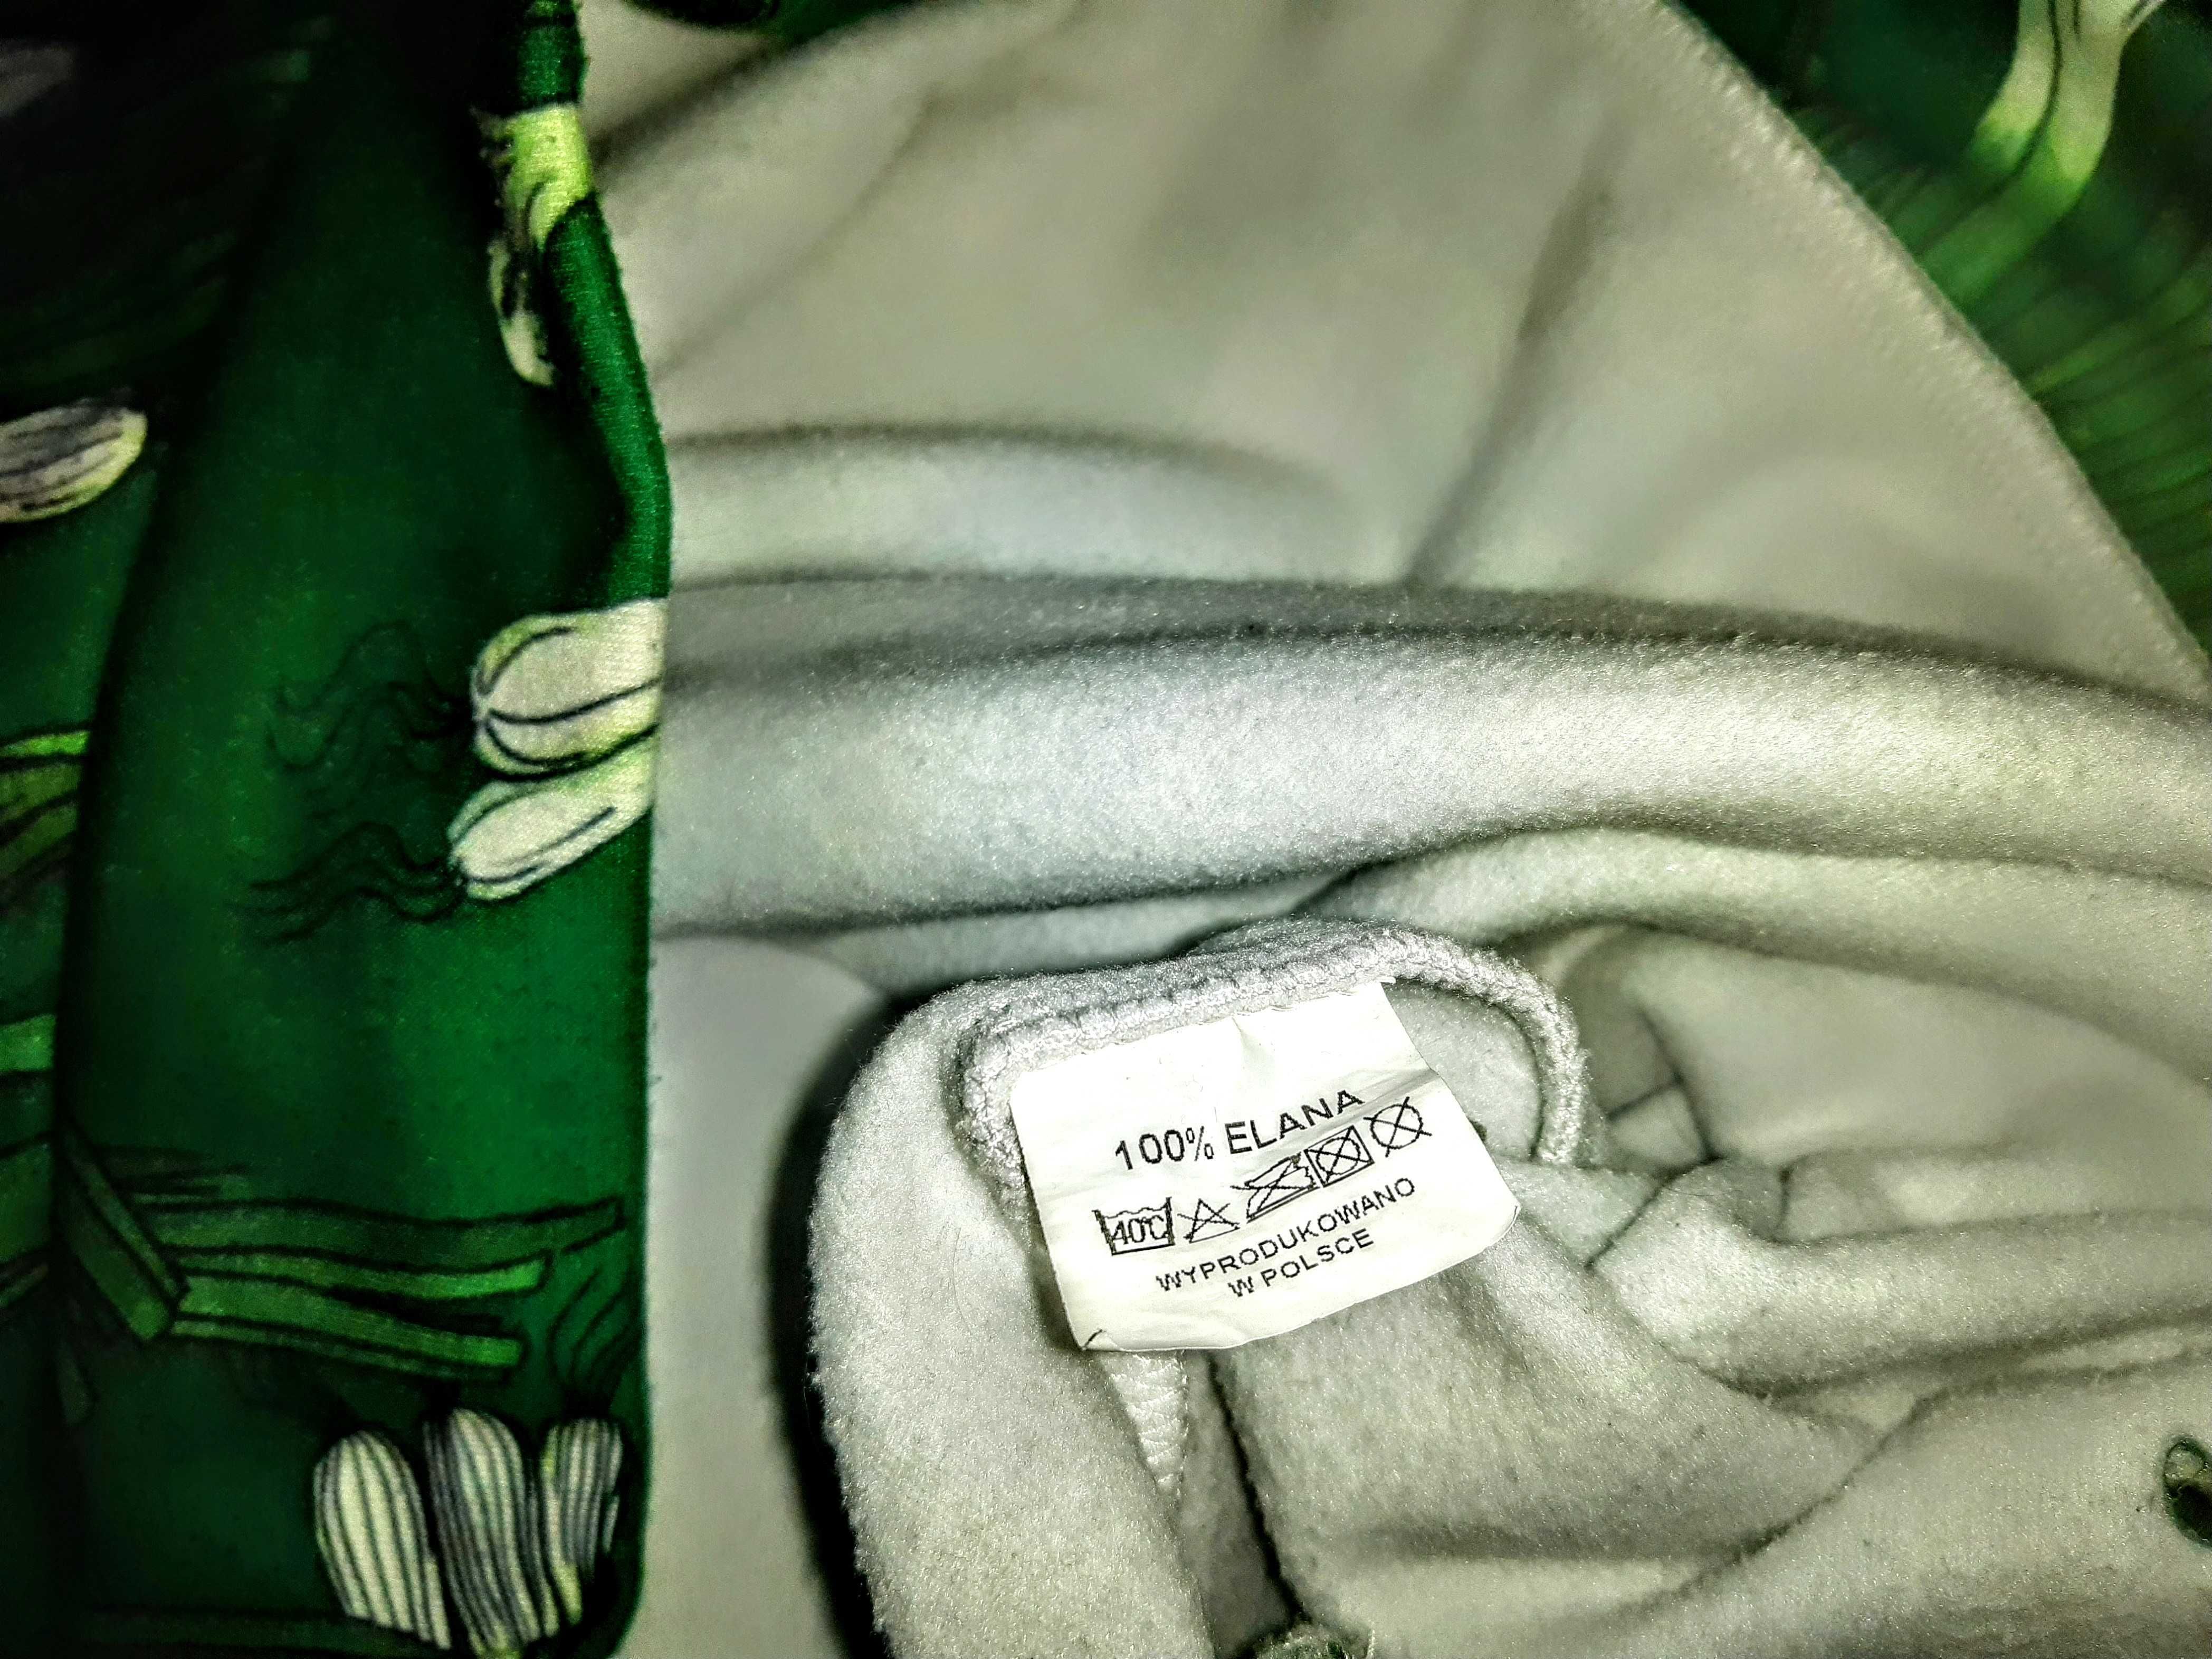 100% ELANA
40°C
WYPRODUKOWANO
W POLSCE